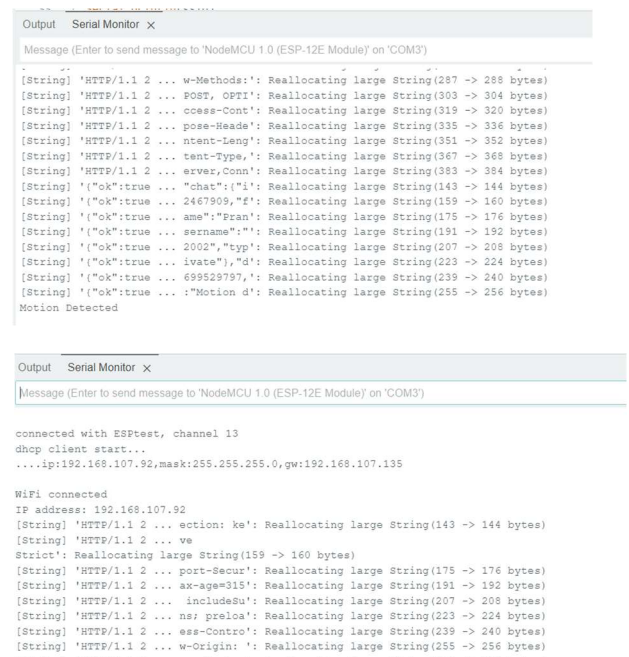 Output Serial Monitor ×
Message (Enter to send message to 'NodeMCU 1.0 (ESP-12E Module)' on 'COM3')
[String] 'HTTP/1.1 2 ... w-Methods:': Reallocating large String(287 -> 288 bytes)
[String] 'HTTP/1.1 2 ... POST, OPTI': Reallocating large String(303 -> 304 bytes)
[String] 'HTTP/1.1 2 ... ccess-Cont': Reallocating large String(319 -> 320 bytes)
[String] 'HTTP/1.1 2 ... pose-Heade': Reallocating large String(335 -> 336 bytes)
[String] 'HTTP/1.1 2 ... ntent-Leng': Reallocating large String(351 -> 352 bytes)
[String] 'HTTP/1.1 2 ... tent-Type,': Reallocating large String(367 -> 368 bytes)
[String] 'HTTP/1.1 2 ... erver,Conn': Reallocating large String(383 -> 384 bytes)
[String] '{"ok":true ... "chat":{"i': Reallocating large String(143 -> 144 bytes)
[String] '{"ok":true ... 2467909,"f': Reallocating large String(159 -> 160 bytes)
[String] '{"ok":true ... ame":"Pran': Reallocating large String(175 -> 176 bytes)
[String] '{"ok":true ... sername":"': Reallocating large String(191 -> 192 bytes)
[String] '{"ok":true ... 2002","typ': Reallocating large String(207 -> 208 bytes)
[String] '{"ok":true ... ivate"},"d': Reallocating large String(223 -> 224 bytes)
[String] '{"ok":true ... 699529797,': Reallocating large String(239 -> 240 bytes)
[String] '{"ok":true ... :"Motion d': Reallocating large String(255 -> 256 bytes)
Motion Detected
Output Serial Monitor ×
Message (Enter to send message to 'NodeMCU 1.0 (ESP-12E Module)' on 'COM3')
connected with ESPtest, channel 13
dhcp client start...
....ip:192.168.107.92,mask:255.255.255.0,gw:192.168.107.135
WiFi connected
IP address: 192.168.107.92
[String] 'HTTP/1.1 2 ... ection: ke': Reallocating large String(143 -> 144 bytes)
[String] 'HTTP/1.1 2 ... ve
Strict': Reallocating large String(159 -> 160 bytes)
[String] 'HTTP/1.1 2 ... port-Secur': Reallocating large String(175 -> 176 bytes)
[String] 'HTTP/1.1 2 ... ax-age=315': Reallocating large String(191 -> 192 bytes)
[String] 'HTTP/1.1 2 ...  includeSu': Reallocating large String(207 -> 208 bytes)
[String] 'HTTP/1.1 2 ... ns; preloa': Reallocating large String(223 -> 224 bytes)
[String] 'HTTP/1.1 2 ... ess-Contro': Reallocating large String(239 -> 240 bytes)
[String] 'HTTP/1.1 2 ... w-Origin: ': Reallocating large String(255 -> 256 bytes)